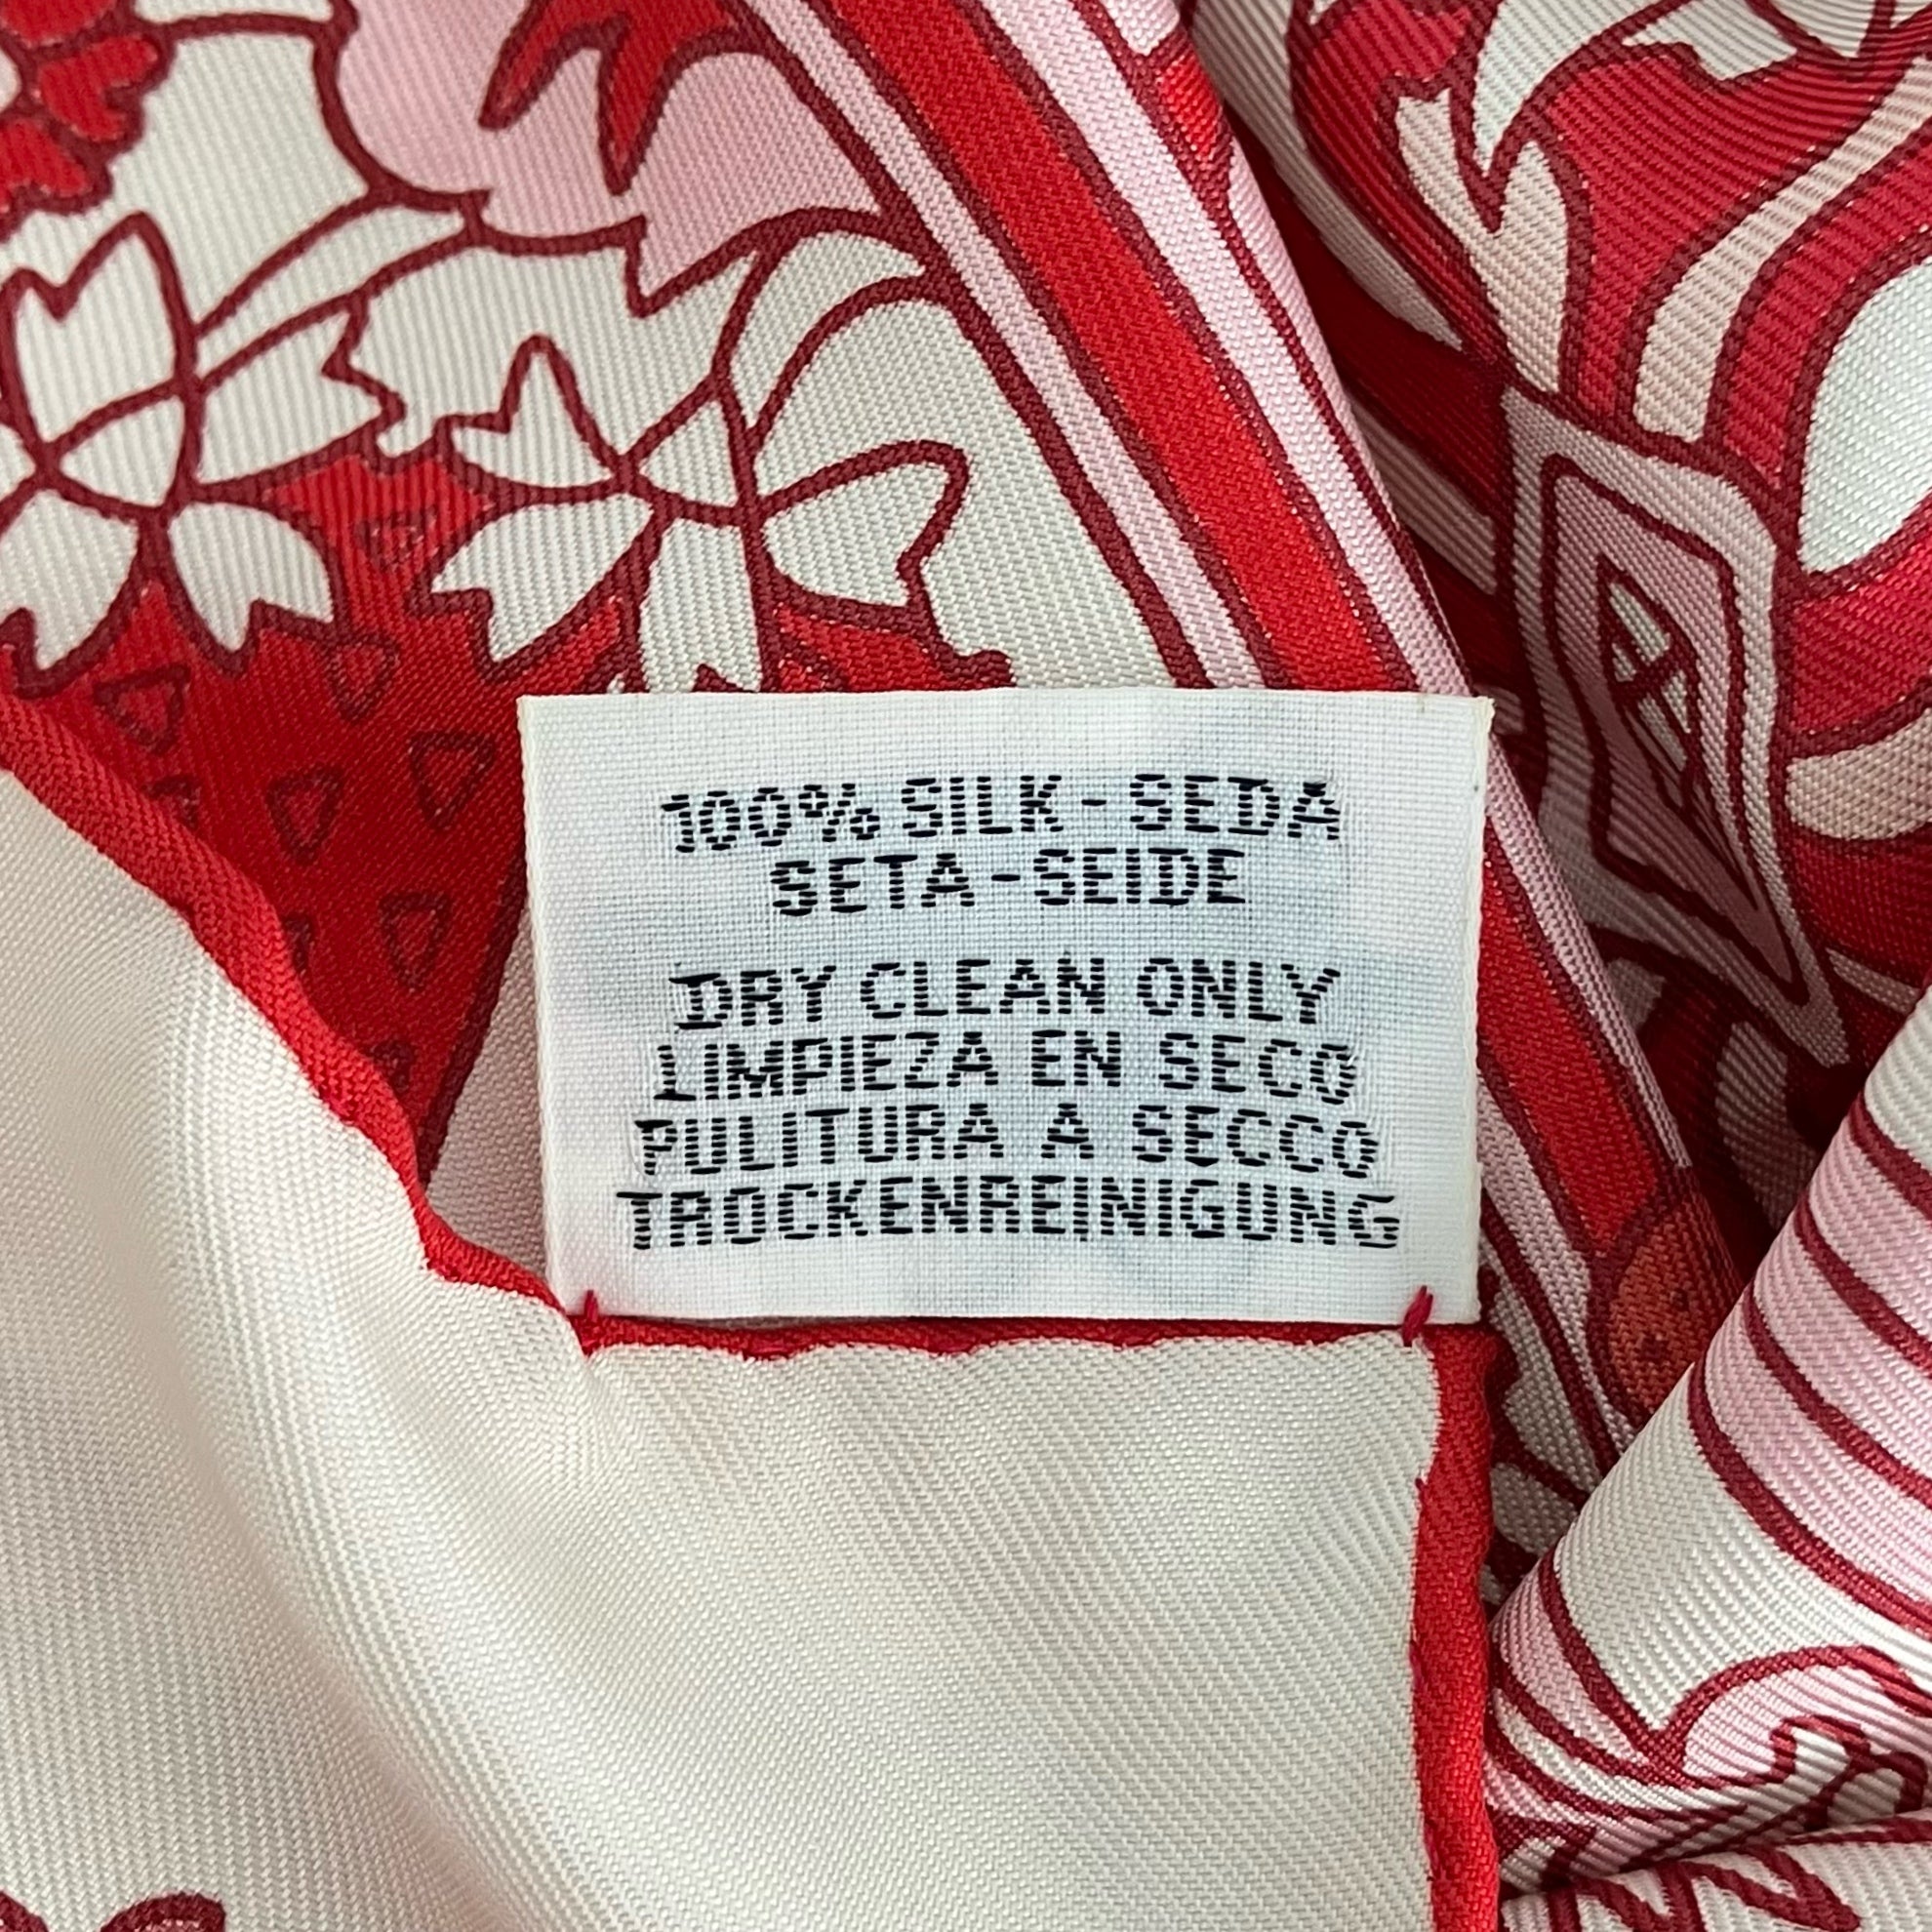 100% SILK - SEDA
SETA - SEIDE
DRY CLEAN ONLY
LIMPIEZA EN SECO
PULITURA A SECCO
TROCKENREINIGUNG